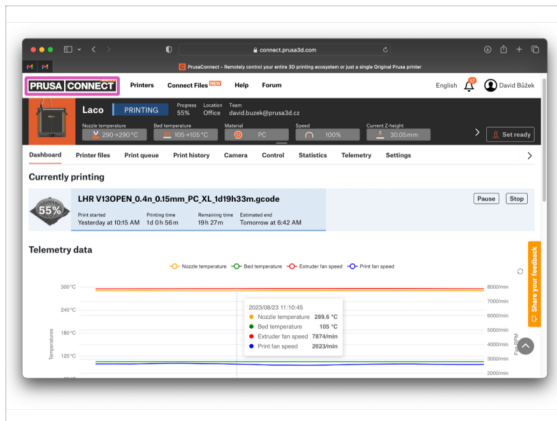 connect.prusa3d.com
PrusaConnect - Remotely control your entire 3D printing ecosystem or just a single Original Prusa printer
PRUSA CONNECT Printers Connect Files NEW Help Forum English David Bůžek
Laco PRINTING Progress Location Team
55% Office david.buzek@prusa3d.cz
Nozzle temperature Bed temperature Material Speed Current Z-height
290→290 °C 105→105 °C PC 100% 30.05mm Set ready
Dashboard Printer files Print queue Print history Camera Control Statistics Telemetry Settings
Currently printing
55%
LHR V13OPEN_0.4n_0.15mm_PC_XL_1d19h33m.gcode Pause Stop
Print started Printing time Remaining time Estimated end
Yesterday at 10:15 AM 1d 0h 56m 19h 27m Tomorrow at 6:42 AM
Telemetry data
Nozzle temperature Bed temperature Extruder fan speed Print fan speed
Share your feedback
300°C 8000/min
7000/min
240°C
6000/min
5000/min
180°C
4000/min
3000/min
120°C
2000/min
Temperatures
Fan RPM
2023/08/23 11:10:45
Nozzle temperature 289.6 °C
Bed temperature 105 °C
Extruder fan speed 7874/min
Print fan speed 2623/min